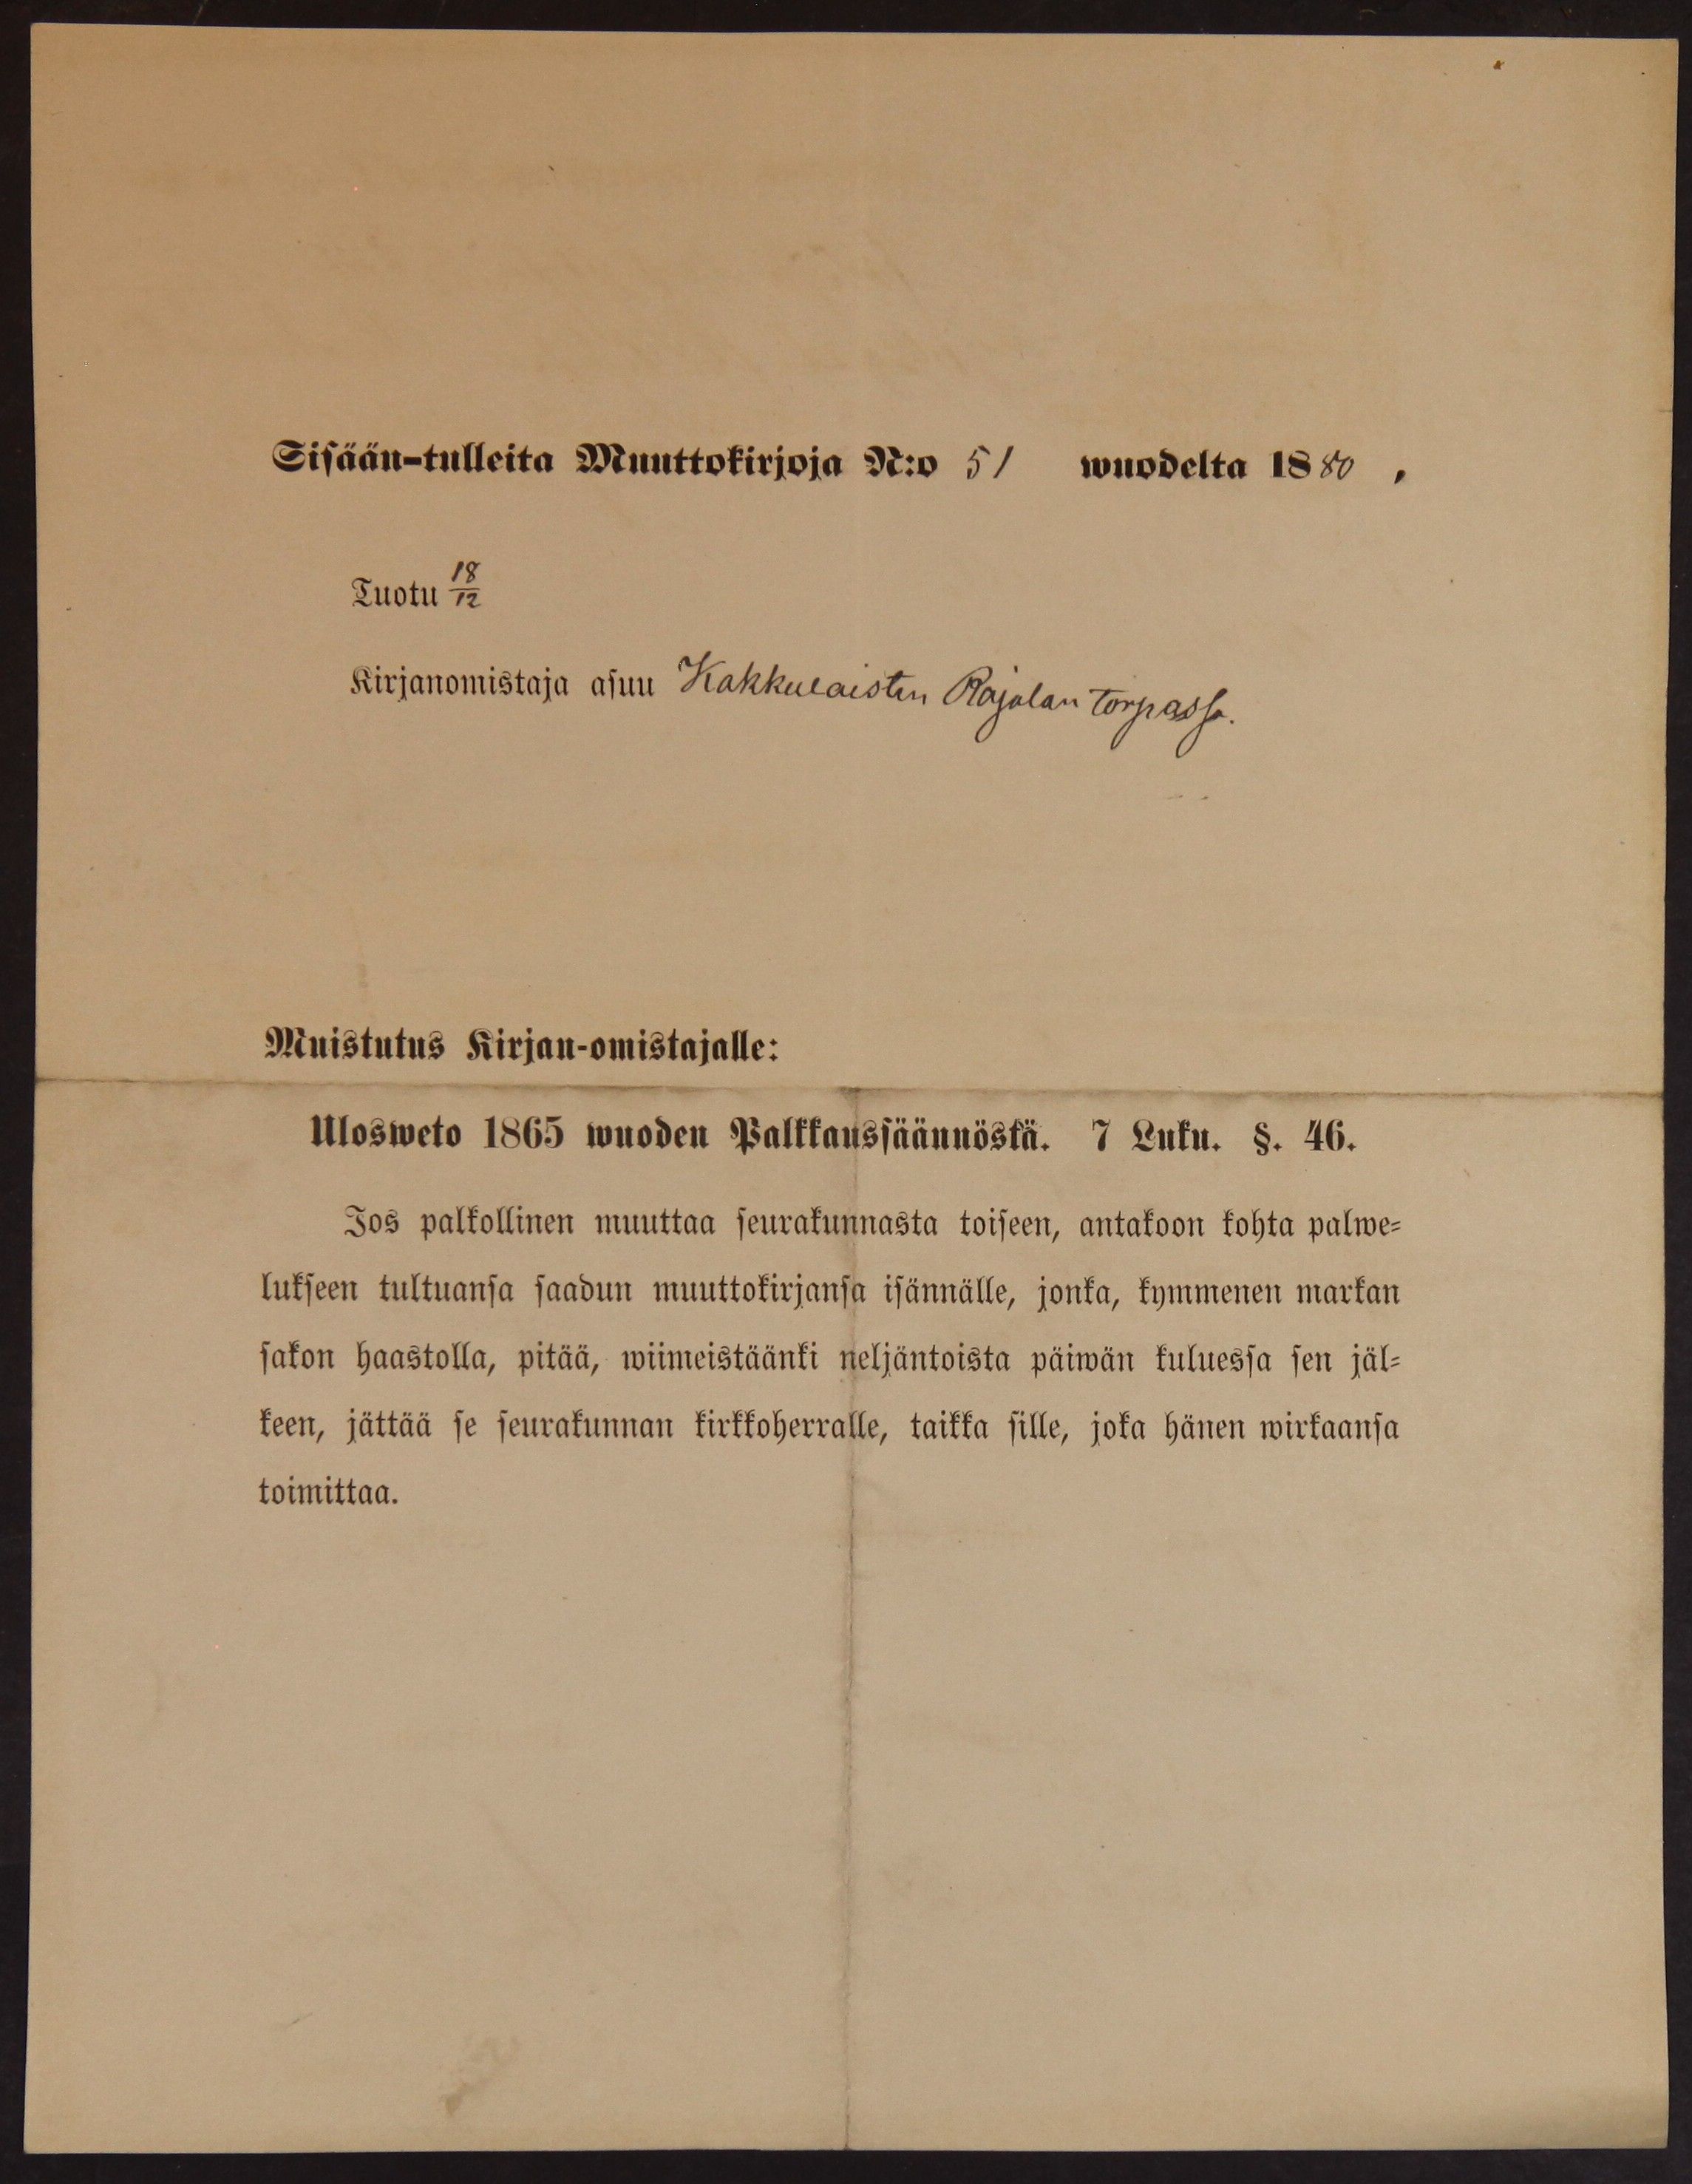 Sisään-tulleita Muuttokirjoja N:o 51 wuodelta 1880,
Tuotu 18/12
Kirjanomistaja asuu Kakkulaisten Rajalan torpassa.
Muistutus Kirjan-omistajalle:
Ulosweto 1865 wuoden Palkkaussäännöstä. 7 Luku. §. 46.
Jos palkollinen muuttaa seurakunnasta toiseen, antakoon kohta palwe-
lukseen tultuansa saadun muuttokirjansa isännälle, jonka, kymmenen markan
sakon haastolla, pitää, wiimeistäänki neljäntoista päiwän kuluessa sen jäl-
keen, jättää se seurakunnan kirkkoherralle, taikka sille, joka hänen wirkaansa
toimittaa.